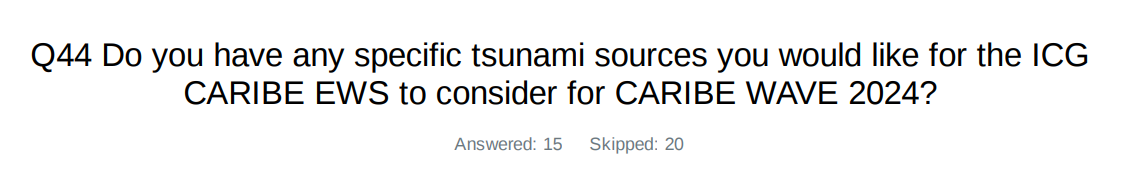 Q44 Do you have any specific tsunami sources you would like for the ICG
CARIBE EWS to consider for CARIBE WAVE 2024?
Answered: 15 Skipped: 20